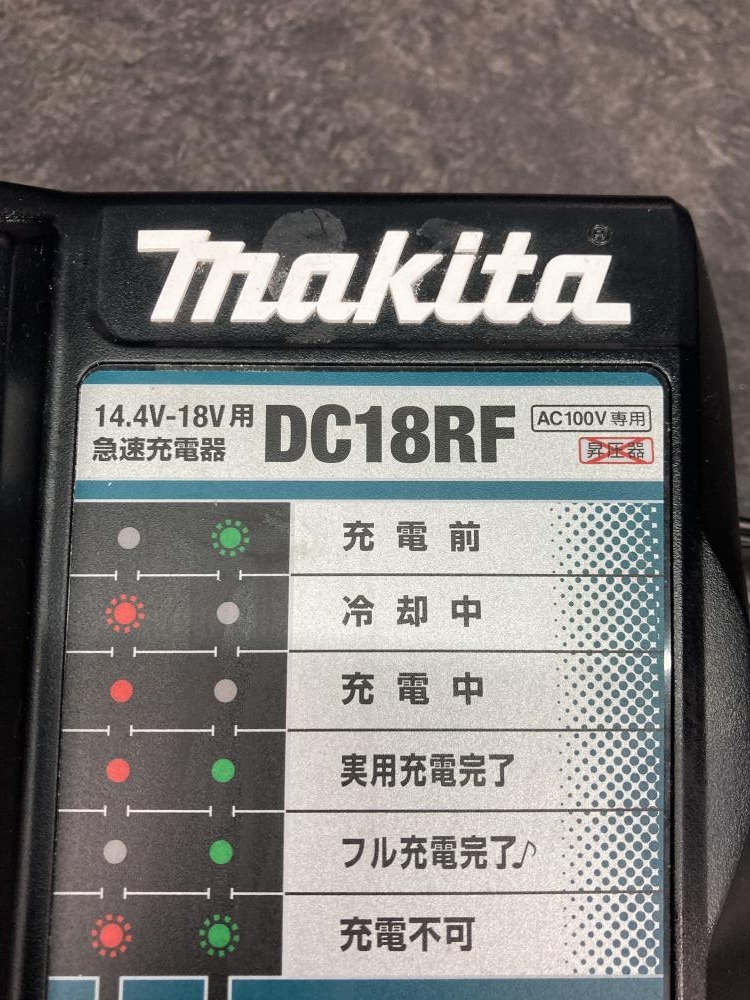 makita®
14.4V-18V用
急速充電器
DC18RF
AC100V専用
昇圧器
充電前
冷却中
充電中
実用充電完了
フル充電完了♪
充電不可